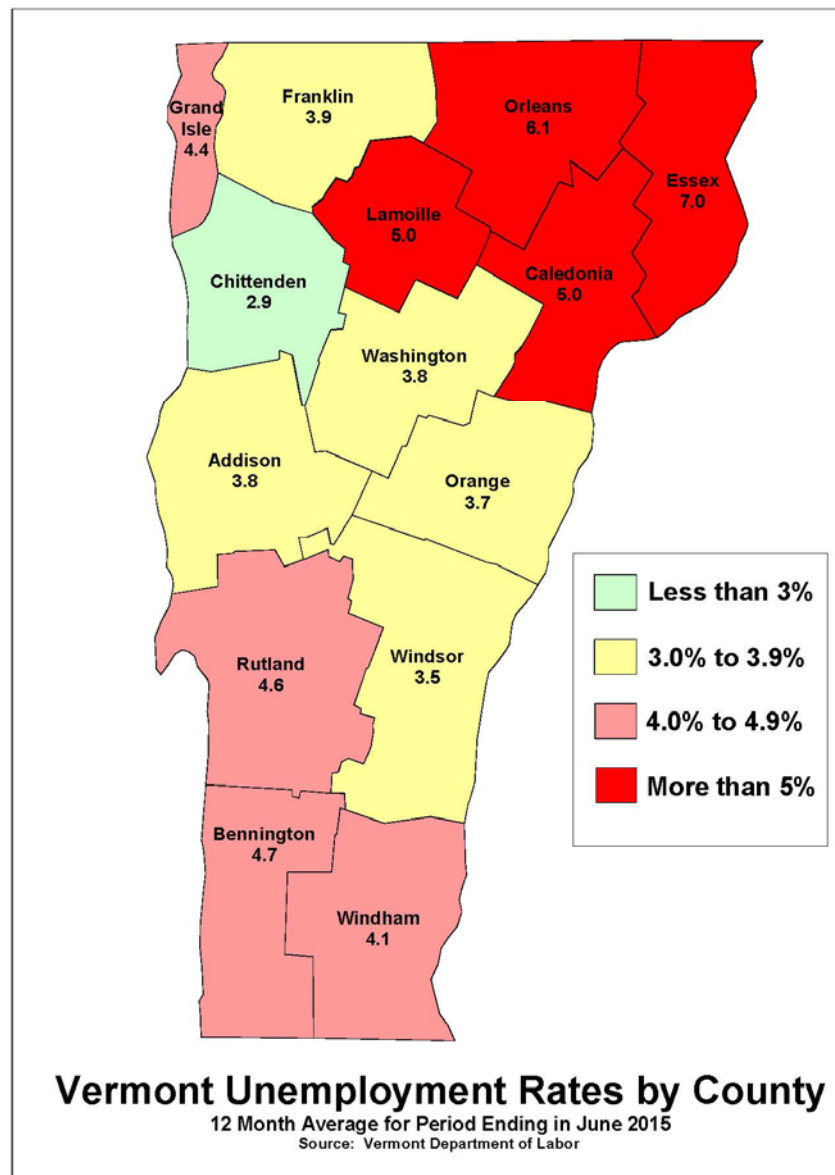 Grand
Isle
4.4
Franklin
3.9
Orleans
6.1
Essex
7.0
Lamoille
5.0
Caledonia
5.0
Chittenden
2.9
Washington
3.8
Addison
3.8
Orange
3.7
Rutland
4.6
Windsor
3.5
Bennington
4.7
Windham
4.1
Less than 3%
3.0% to 3.9%
4.0% to 4.9%
More than 5%
Vermont Unemployment Rates by County
12 Month Average for Period Ending in June 2015
Source: Vermont Department of Labor